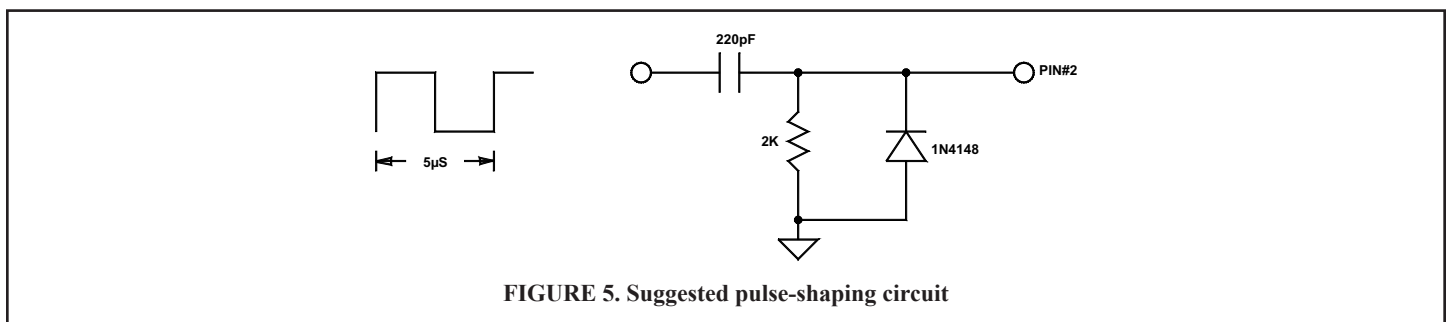 220pF
PIN#2
2K
1N4148
5µS
FIGURE 5. Suggested pulse-shaping circuit